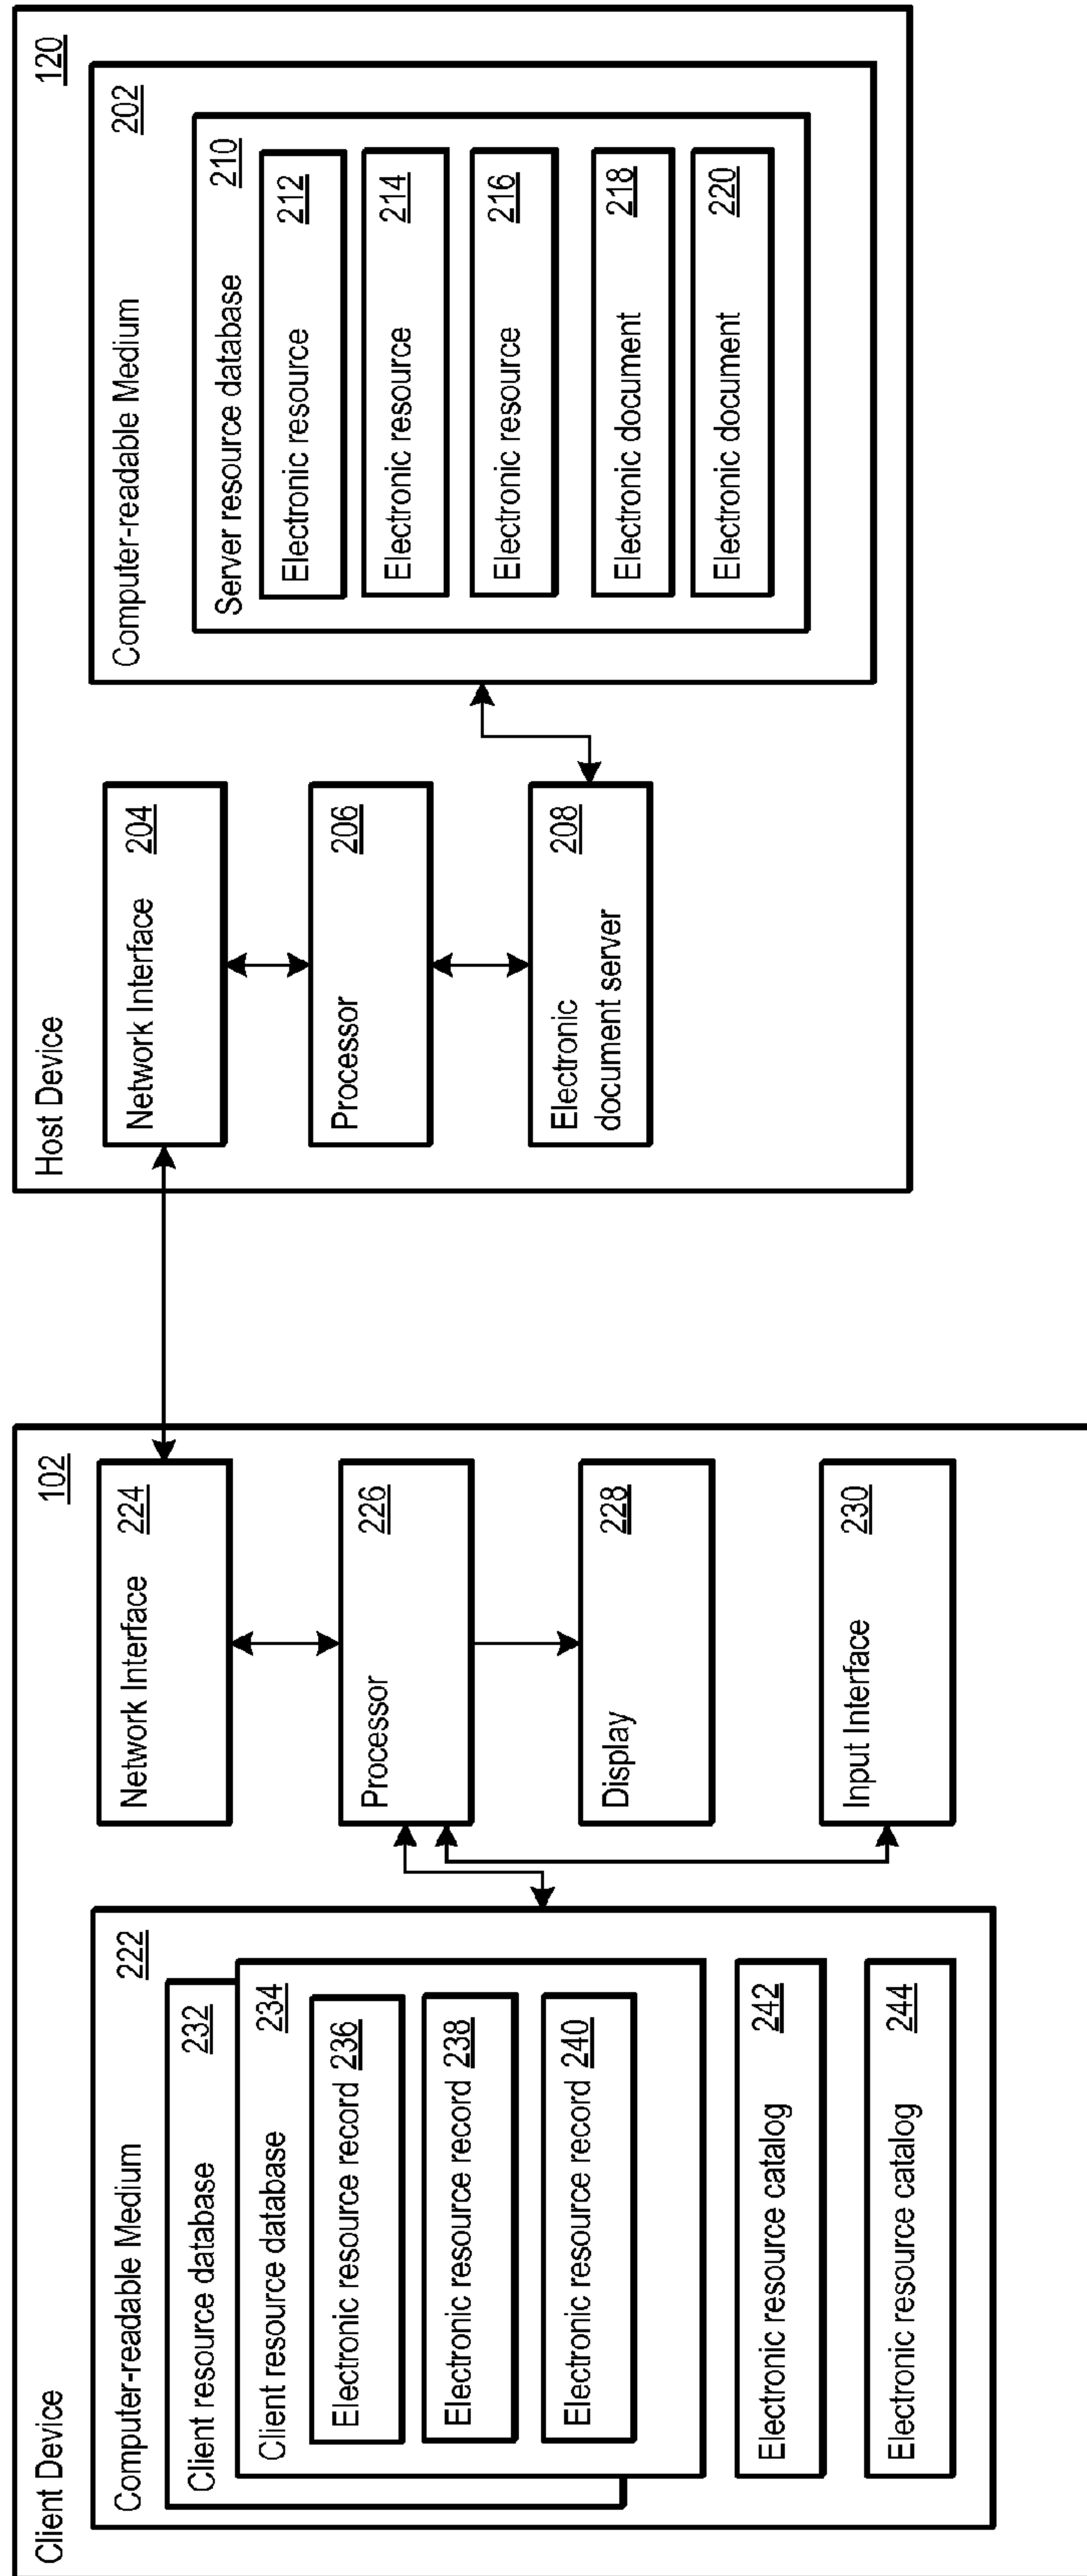 Client Device
102
Computer-readable Medium
222
Client resource database
232
Client resource database
234
Electronic resource record 236
Electronic resource record 238
Electronic resource record 240
Electronic resource catalog
242
Electronic resource catalog
244
Network Interface
224
Processor
226
Display
228
Input Interface
230
Host Device
120
Network Interface
204
Processor
206
Electronic
document server
208
Computer-readable Medium
202
Server resource database
210
Electronic resource
212
Electronic resource
214
Electronic resource
216
Electronic document
218
Electronic document
220